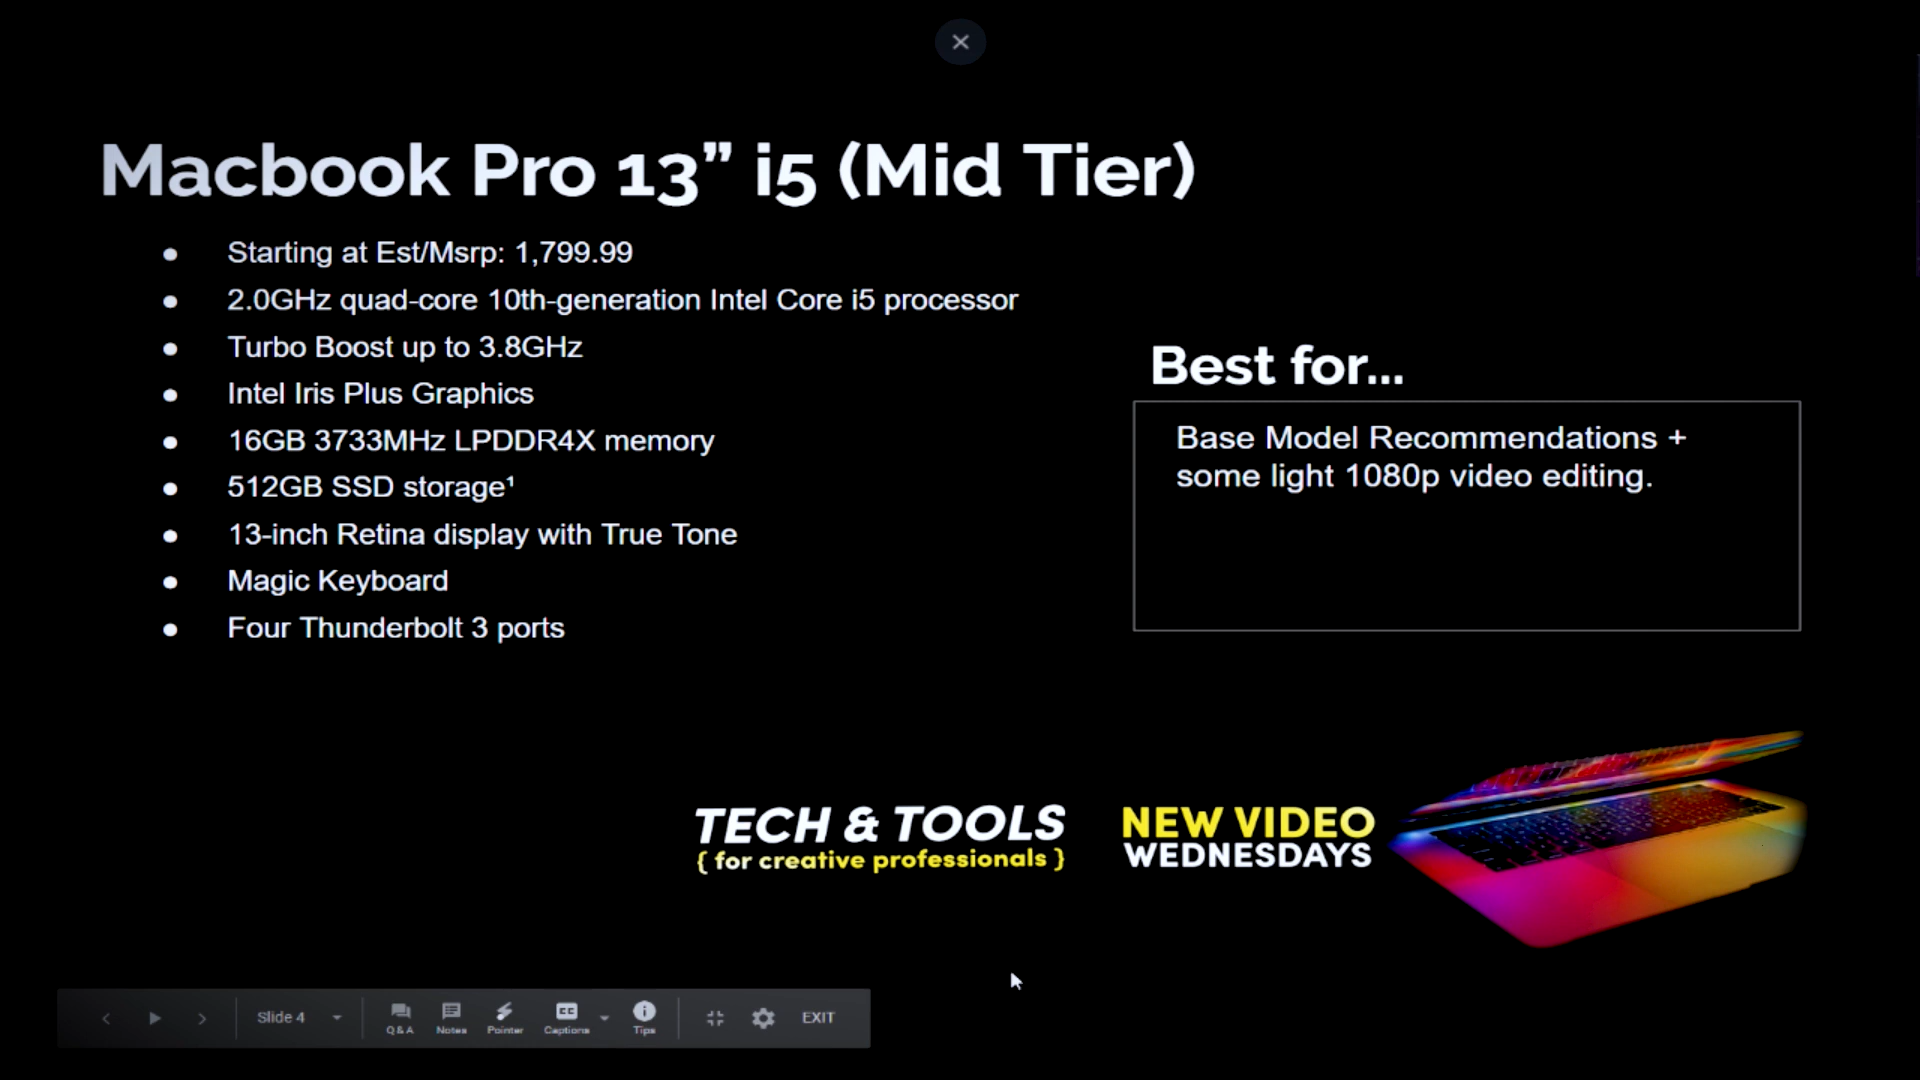 Macbook Pro 13” i5 (Mid Tier)
● Starting at Est/Msrp: 1,799.99
● 2.0GHz quad-core 10th-generation Intel Core i5 processor
● Turbo Boost up to 3.8GHz
● Intel Iris Plus Graphics
● 16GB 3733MHz LPDDR4X memory
● 512GB SSD storage¹
● 13-inch Retina display with True Tone
● Magic Keyboard
● Four Thunderbolt 3 ports
Best for...
Base Model Recommendations +
some light 1080p video editing.
TECH & TOOLS
{ for creative professionals }
NEW VIDEO
WEDNESDAYS
Slide 4
Q&A
Notes
Pointer
CC
Captions
Tips
EXIT